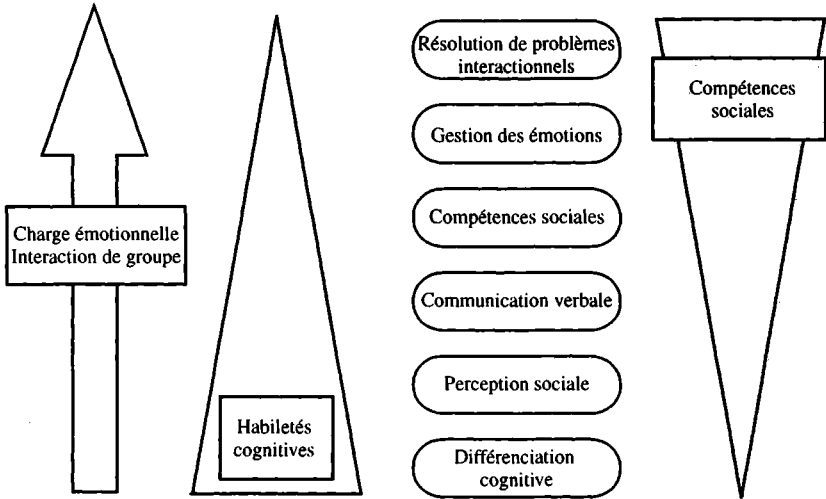 Charge émotionnelle
Interaction de groupe
Habiletés
cognitives
Résolution de problèmes
interactionnels
Gestion des émotions
Compétences sociales
Communication verbale
Perception sociale
Différenciation
cognitive
Compétences
sociales